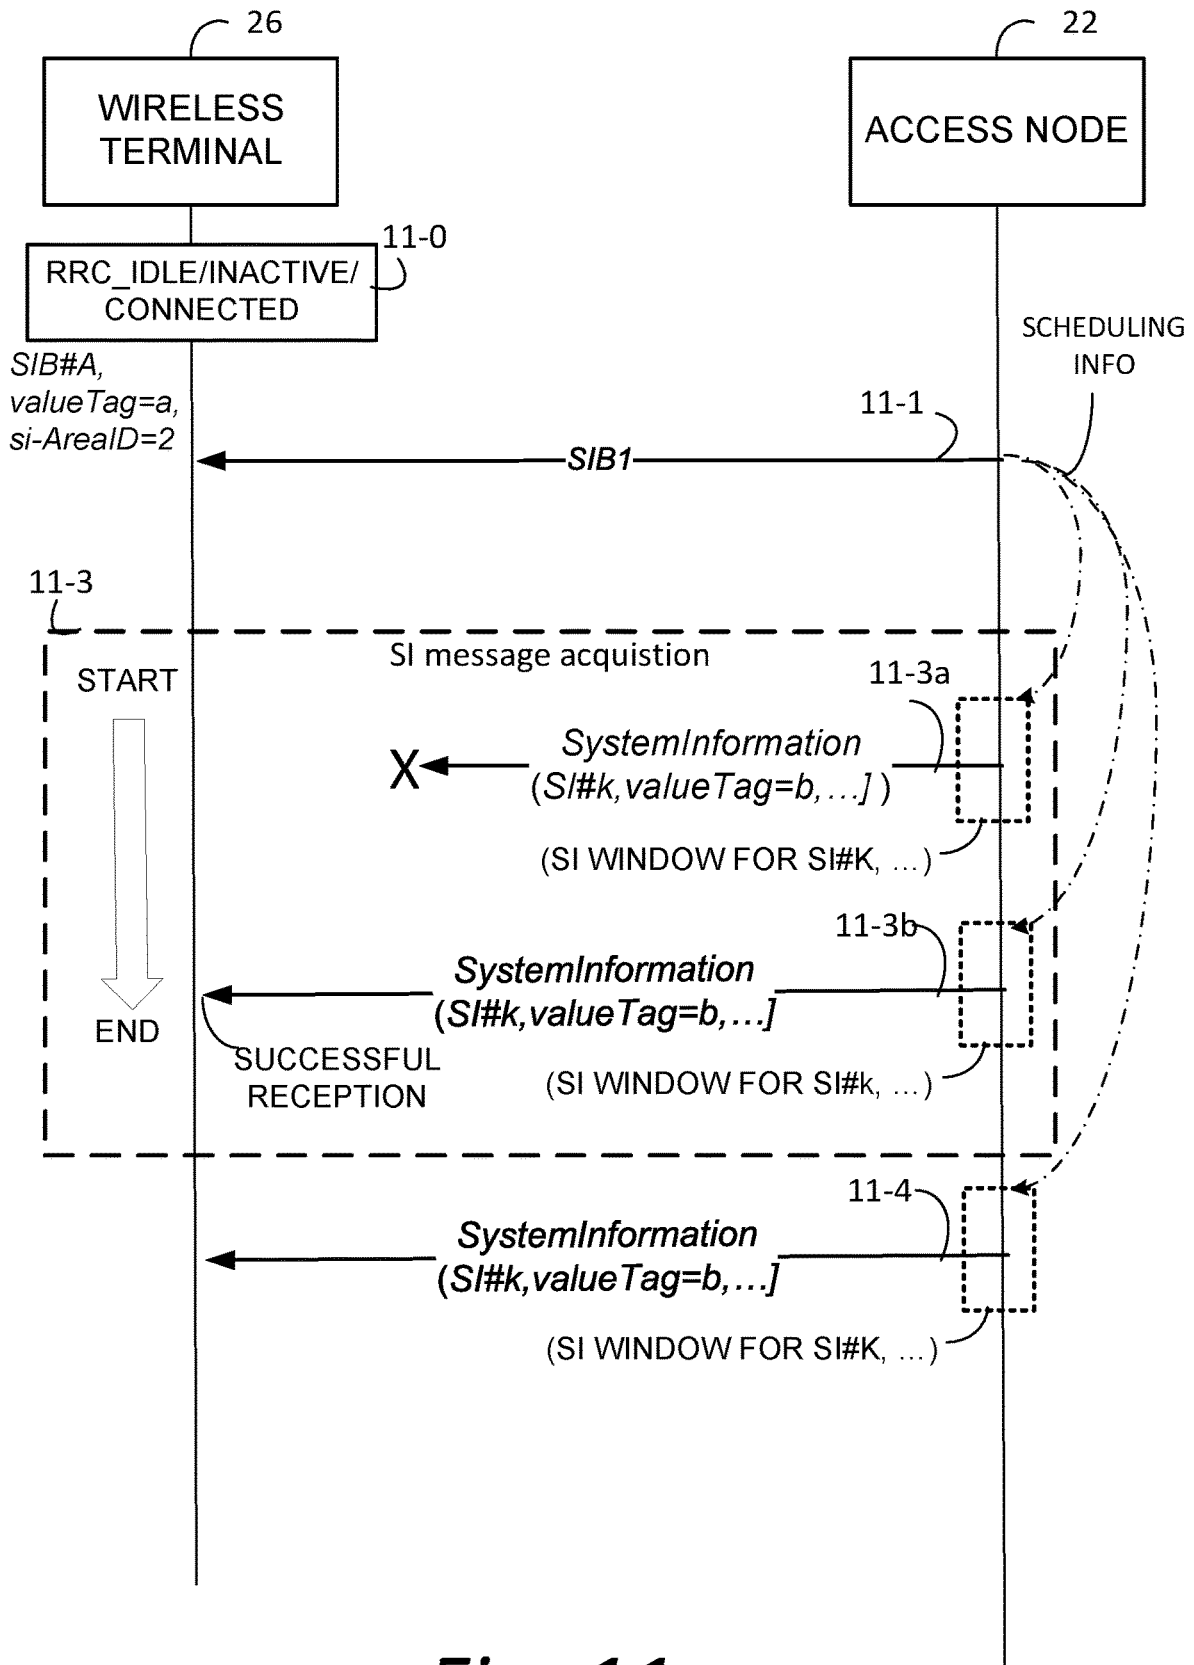 26
22
WIRELESS
TERMINAL
ACCESS NODE
11-0
RRC_IDLE/INACTIVE/
CONNECTED
SCHEDULING
INFO
SIB#A,
valueTag=a,
si-AreaID=2
11-1
SIB1
11-3
SI message acquistion
START
11-3a
SystemInformation
X
(SI#k,valueTag=b,...] )
(SI WINDOW FOR SI#K, ...)
11-3b
SystemInformation
(SI#k,valueTag=b,...]
END
SUCCESSFUL
RECEPTION
(SI WINDOW FOR SI#k, ...)
11-4
SystemInformation
(SI#k,valueTag=b,...]
(SI WINDOW FOR SI#K, ...)